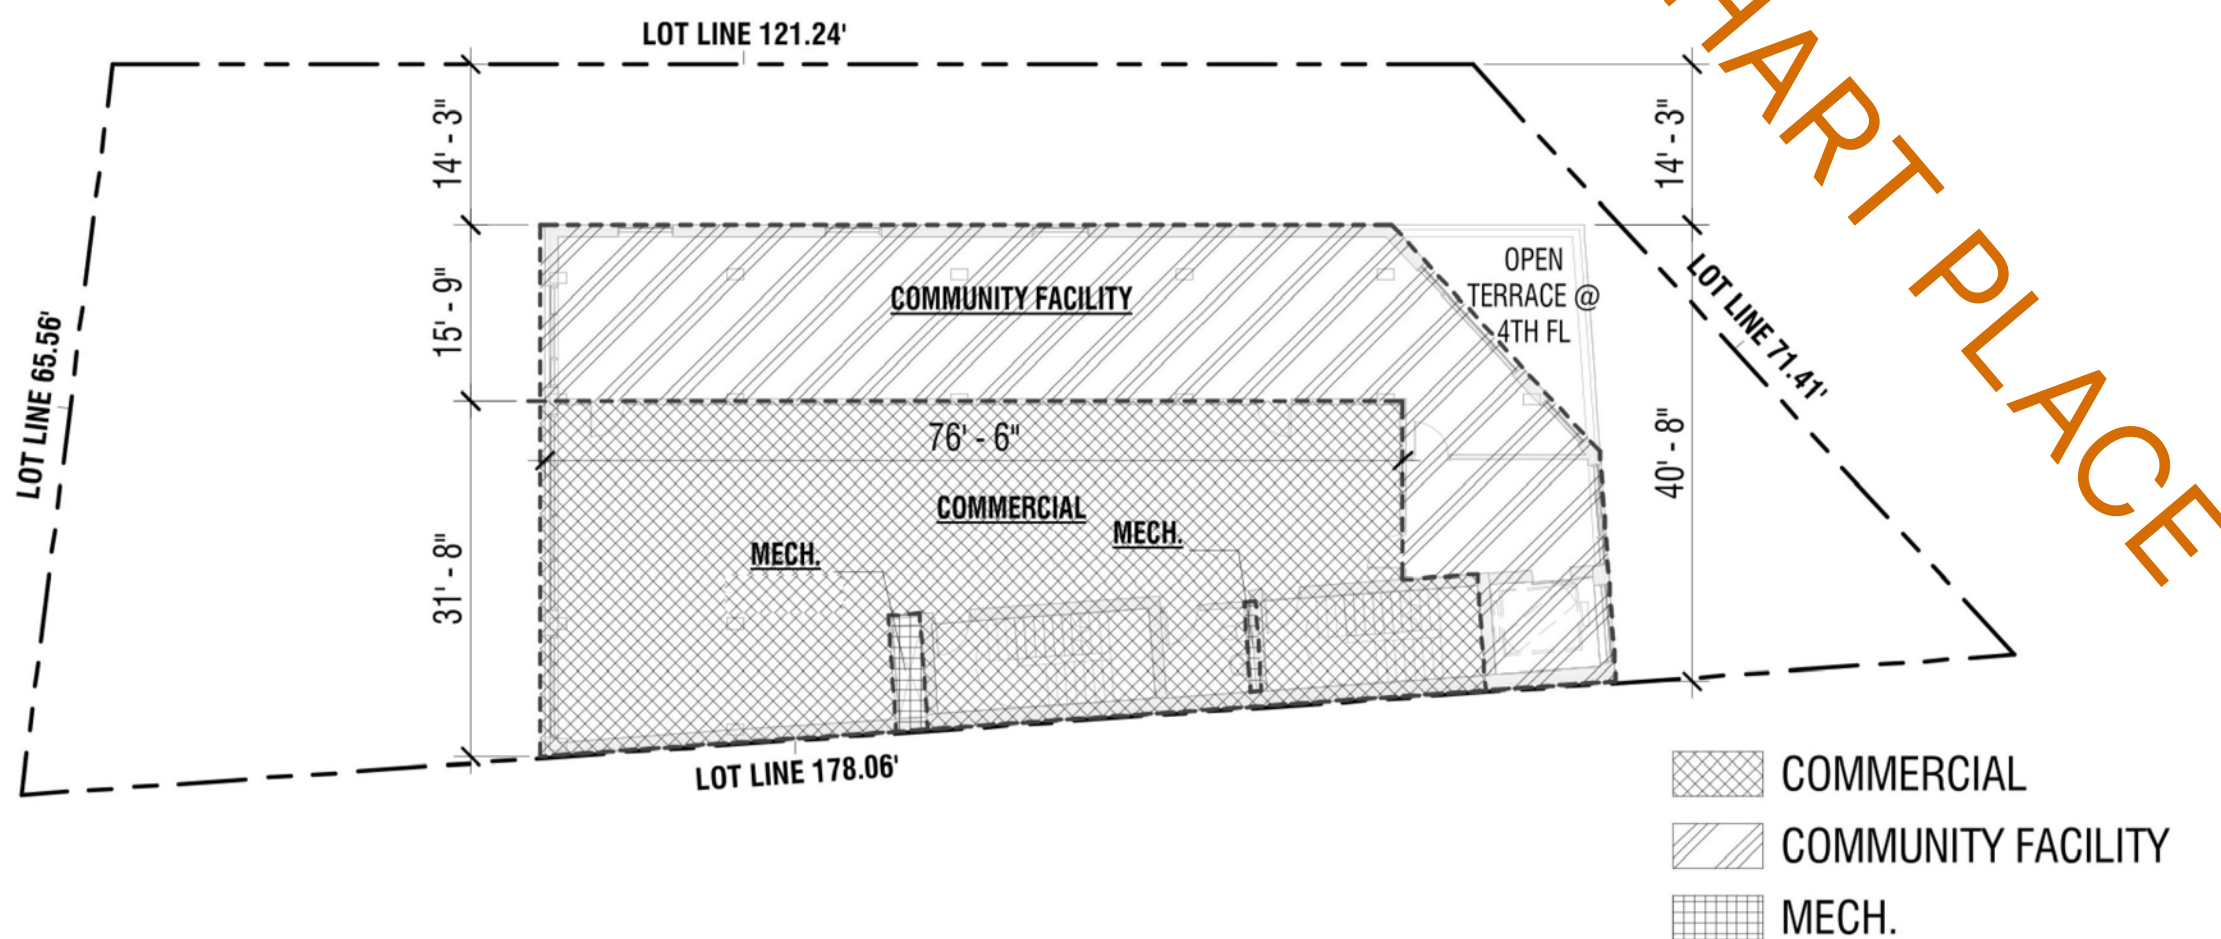 LOT LINE 121.24'
HART PLACE
14' - 3"
14' - 3"
OPEN
TERRACE @
4TH FL
LOT LINE 71.41'
15' - 9"
COMMUNITY FACILITY
LOT LINE 65.56'
76' - 6"
40' - 8"
COMMERCIAL
MECH.
MECH.
31' - 8"
LOT LINE 178.06'
COMMERCIAL
COMMUNITY FACILITY
MECH.